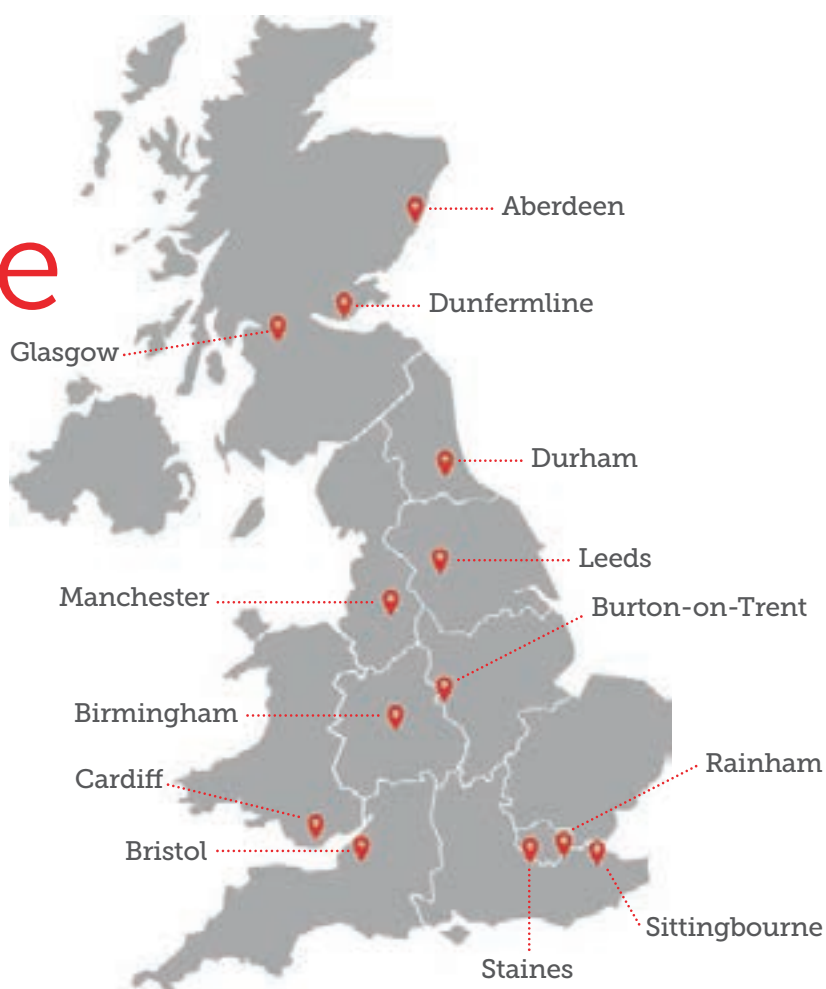 Aberdeen
e
Dunfermline
Glasgow
Durham
Leeds
Manchester
Burton-on-Trent
Birmingham
Rainham
Cardiff
Bristol
Sittingbourne
Staines